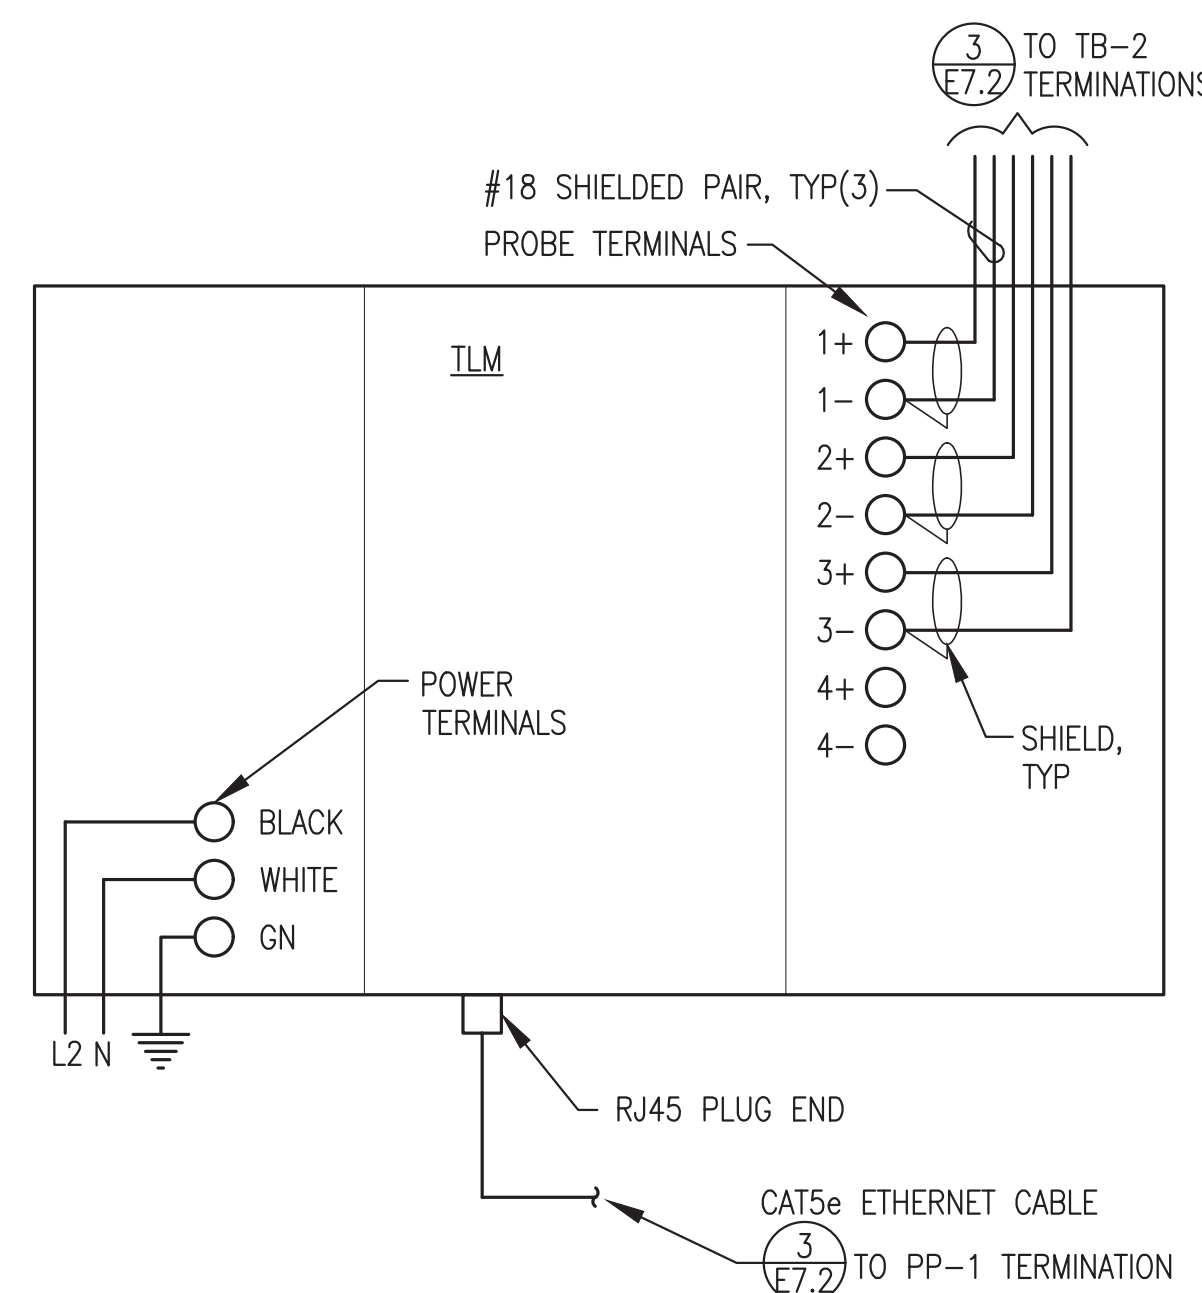 3
E7.2
TO TB-2
TERMINATIONS
#18 SHIELDED PAIR, TYP(3)
PROBE TERMINALS
TLM
1+
1-
2+
2-
3+
3-
4+
4-
POWER
TERMINALS
SHIELD,
TYP
BLACK
WHITE
GN
L2 N
RJ45 PLUG END
CAT5e ETHERNET CABLE
3
E7.2
TO PP-1 TERMINATION